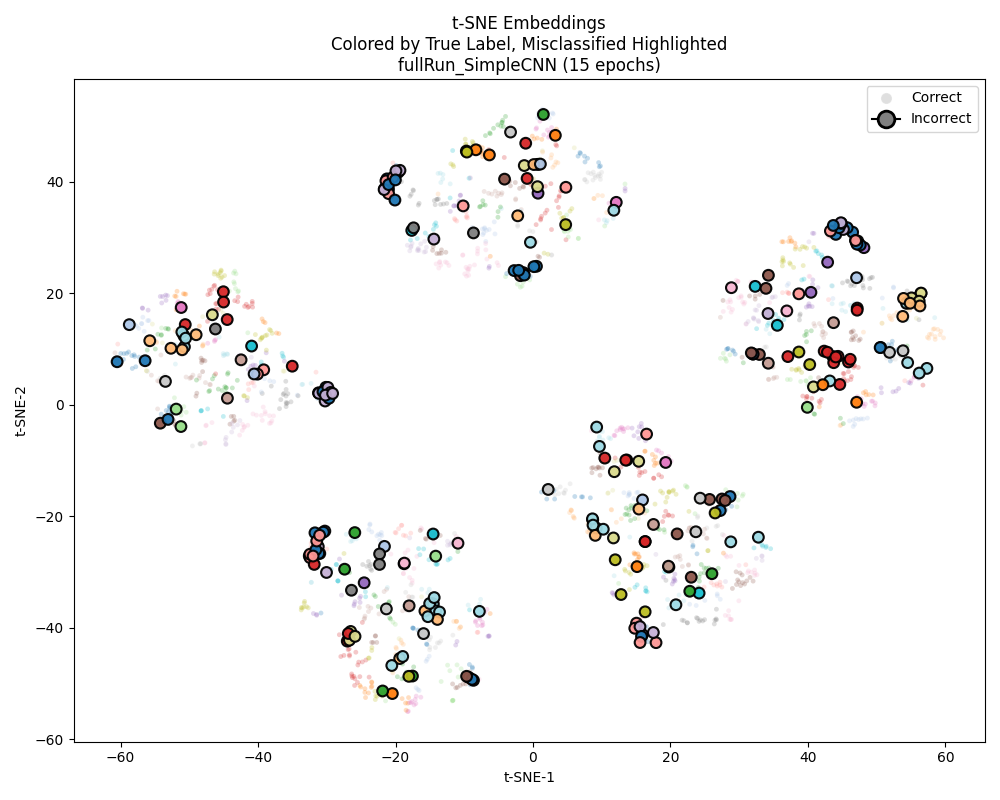 t-SNE Embeddings
Colored by True Label, Misclassified Highlighted
fullRun_SimpleCNN (15 epochs)
Correct
Incorrect
40
20
0
−20
−40
−60
t-SNE-2
−60
−40
−20
0
20
40
60
t-SNE-1